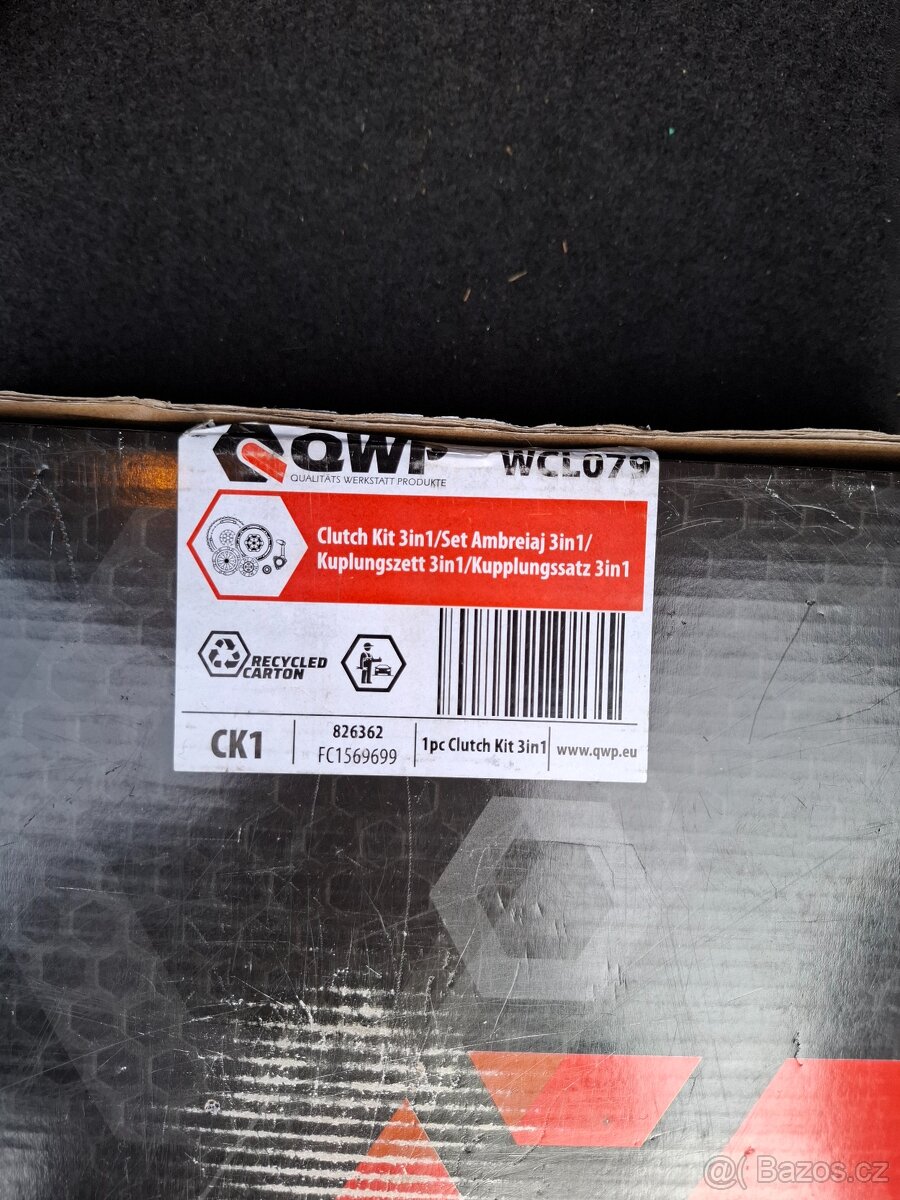 QWP WCL079
QUALITÄTS WERKSTATT PRODUKTE
Clutch Kit 3in1/Set Ambreiaj 3in1/
Kuplungszett 3in1/Kupplungssatz 3in1
RECYCLED
CARTON
CK1
826362
FC1569699
1pc Clutch Kit 3in1
www.qwp.eu
@( Bazos.cz